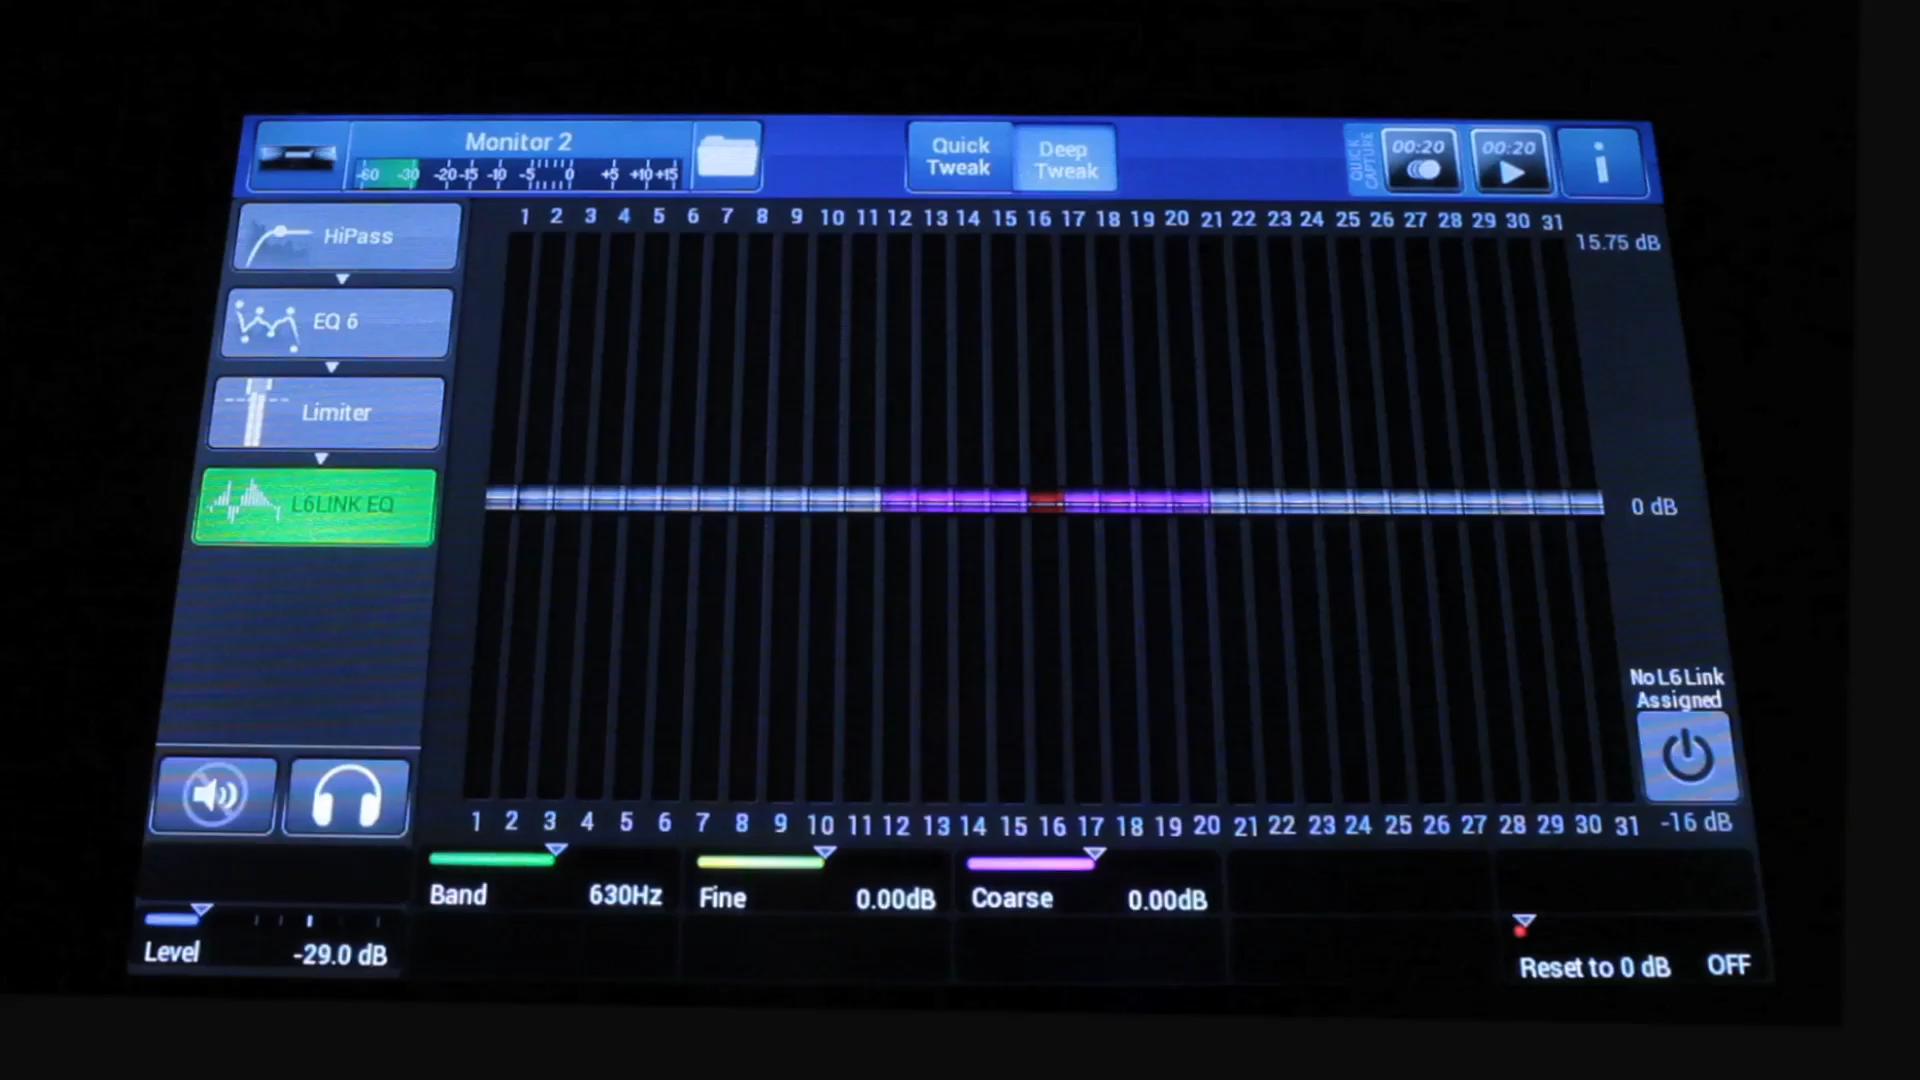 Monitor 2
-60 -30 -20 -15 -10 -5 0 +5 +10 +15
Quick
Tweak
Deep
Tweak
QUICK
CAPTURE
00:20
00:20
i
HiPass
EQ 6
Limiter
L6LINK EQ
1 2 3 4 5 6 7 8 9 10 11 12 13 14 15 16 17 18 19 20 21 22 23 24 25 26 27 28 29 30 31
15.75 dB
0 dB
No L6 Link
Assigned
1 2 3 4 5 6 7 8 9 10 11 12 13 14 15 16 17 18 19 20 21 22 23 24 25 26 27 28 29 30 31
-16 dB
Band 630Hz
Fine 0.00dB
Coarse 0.00dB
Level -29.0 dB
Reset to 0 dB OFF